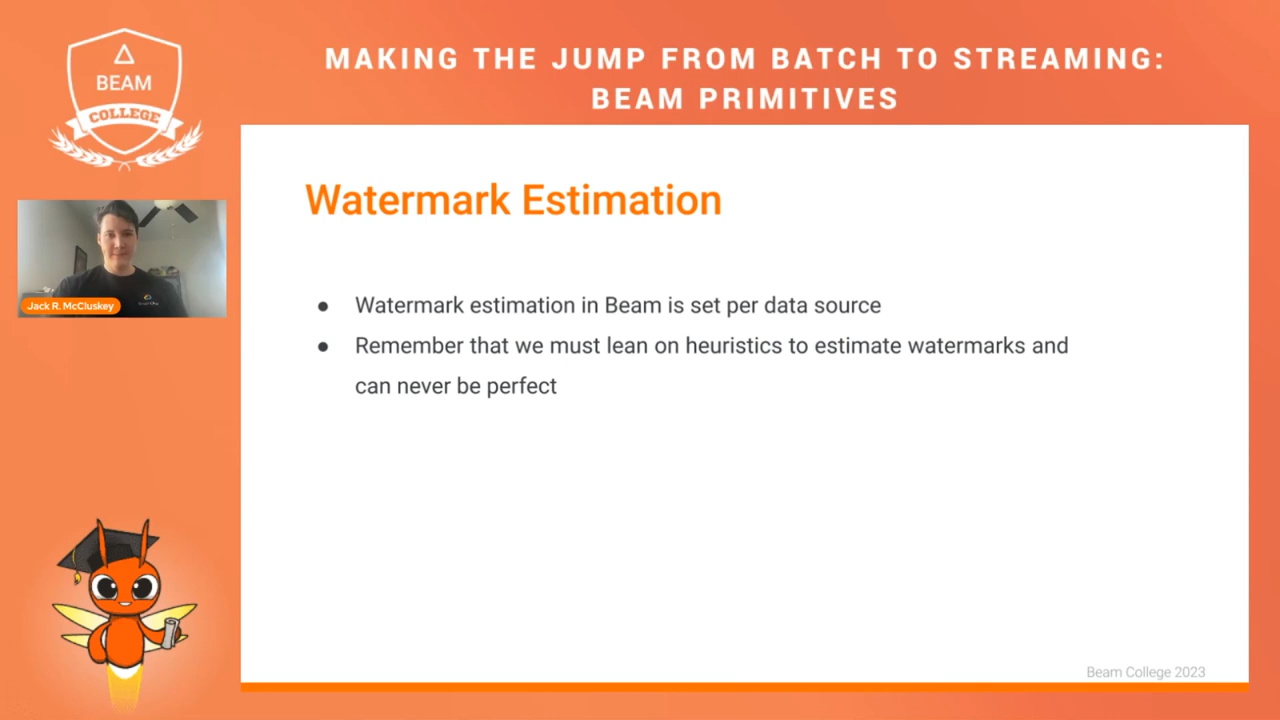 BEAM
COLLEGE
MAKING THE JUMP FROM BATCH TO STREAMING:
BEAM PRIMITIVES
Jack R. McCluskey
Watermark Estimation
● Watermark estimation in Beam is set per data source
● Remember that we must lean on heuristics to estimate watermarks and
can never be perfect
Beam College 2023